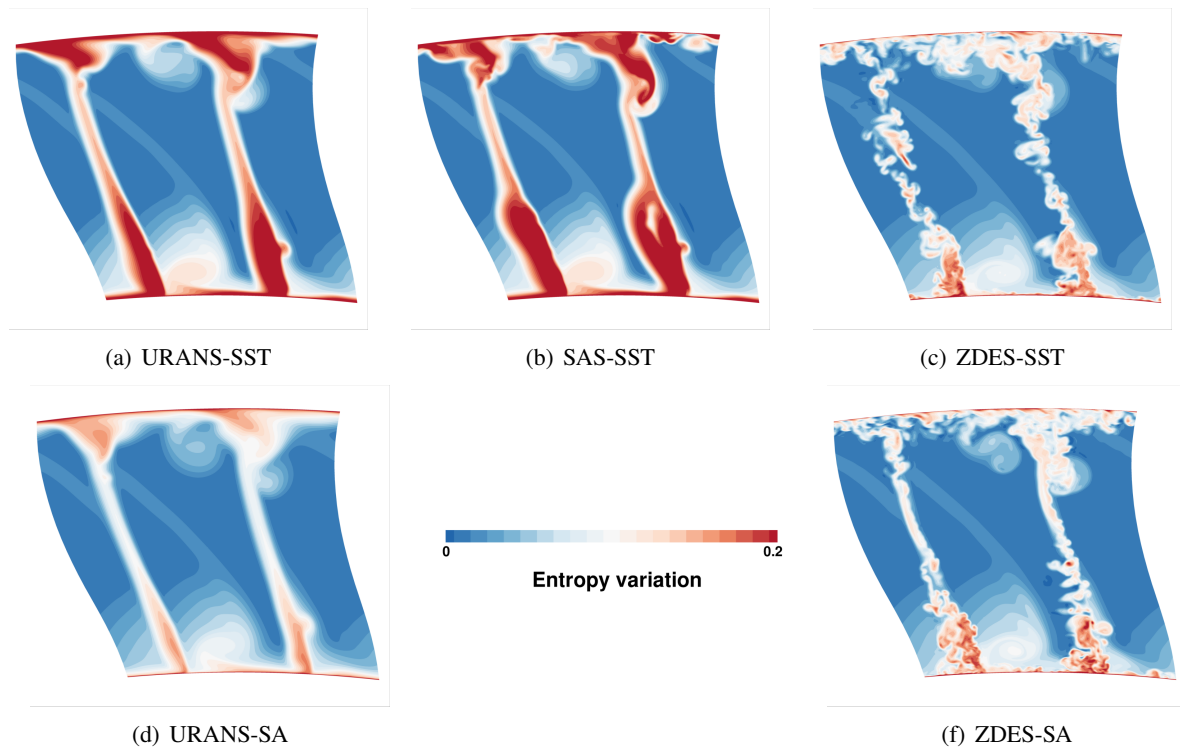 (a) URANS-SST
(b) SAS-SST
(c) ZDES-SST
0
0.2
Entropy variation
(d) URANS-SA
(f) ZDES-SA